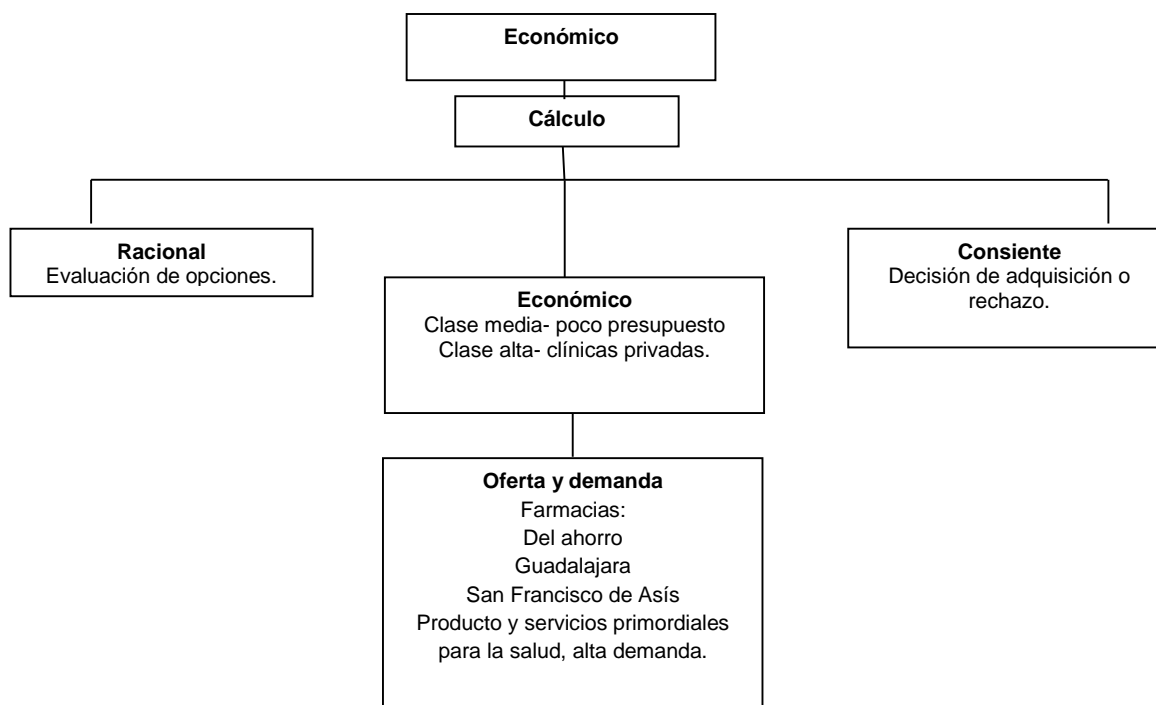 Económico
Cálculo
Racional
Evaluación de opciones.
Económico
Clase media- poco presupuesto
Clase alta- clínicas privadas.
Consiente
Decisión de adquisición o
rechazo.
Oferta y demanda
Farmacias:
Del ahorro
Guadalajara
San Francisco de Asís
Producto y servicios primordiales
para la salud, alta demanda.